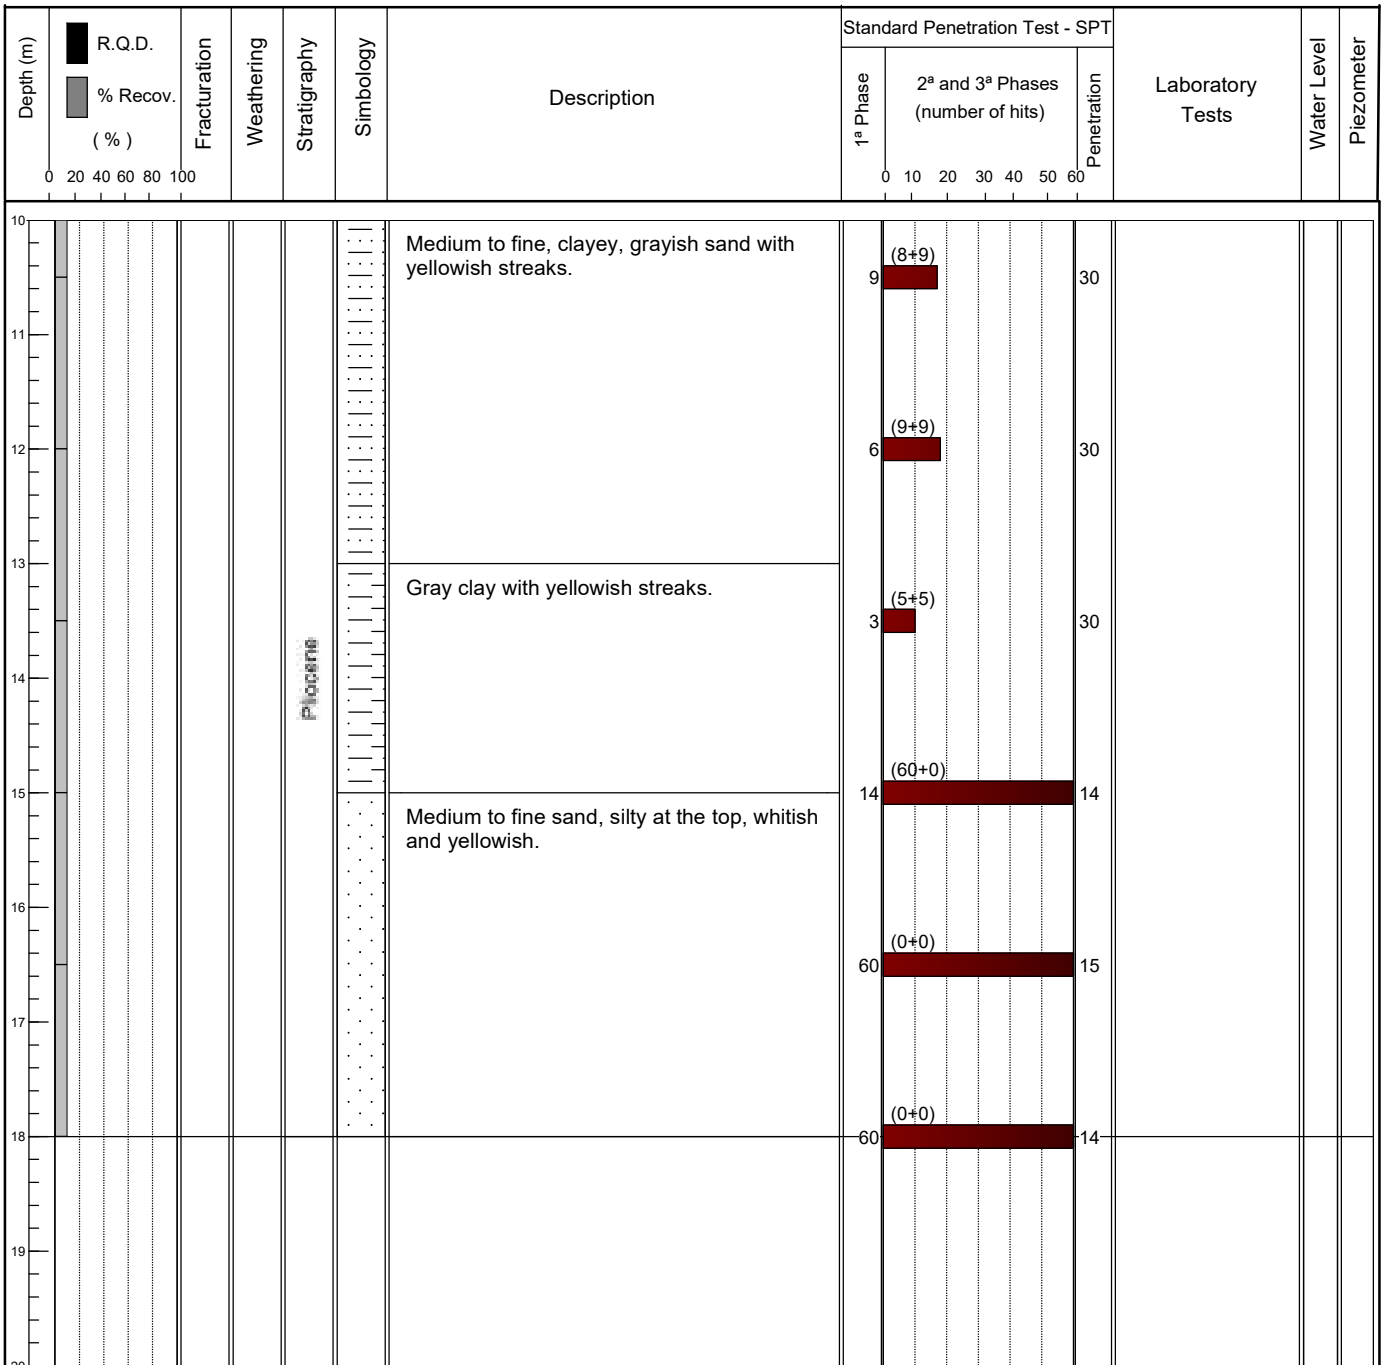 Depth (m)
R.Q.D.
% Recov.
( % )
0 20 40 60 80 100
Fracturation
Weathering
Stratigraphy
Simbology
Description
Standard Penetration Test - SPT
1ª Phase
2ª and 3ª Phases
(number of hits)
0 10 20 30 40 50 60
Penetration
Laboratory
Tests
Water Level
Piezometer
10
Medium to fine, clayey, grayish sand with
yellowish streaks.
(8+9)
9 30
11
(9+9)
12 6 30
13
Gray clay with yellowish streaks.
(5+5)
3 30
Pliocene
14
(60+0)
15 14 14
Medium to fine sand, silty at the top, whitish
and yellowish.
16
(0+0)
60 15
17
(0+0)
18 60 14
19
20